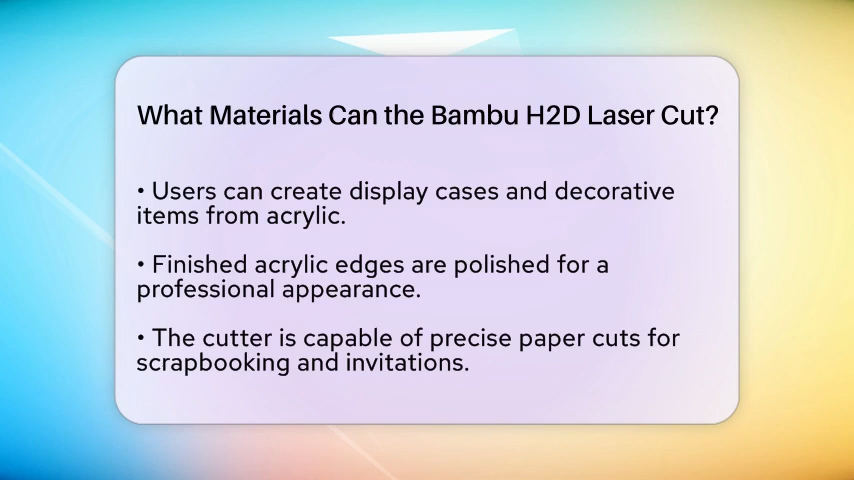 What Materials Can the Bambu H2D Laser Cut?
• Users can create display cases and decorative
items from acrylic.
• Finished acrylic edges are polished for a
professional appearance.
• The cutter is capable of precise paper cuts for
scrapbooking and invitations.